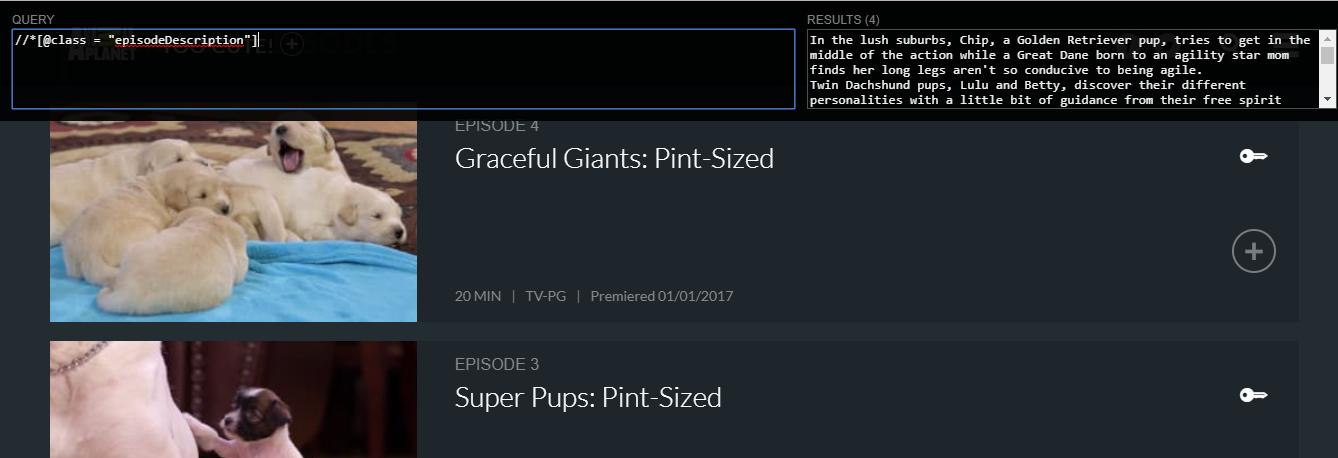 QUERY
//*[@class = "episodeDescription"]
RESULTS (4)
In the lush suburbs, Chip, a Golden Retriever pup, tries to get in the
middle of the action while a Great Dane born to an agility star mom
finds her long legs aren't so conducive to being agile.
Twin Dachshund pups, Lulu and Betty, discover their different
personalities with a little bit of guidance from their free spirit
PLANET
CUTE!
EPISODE 4
Graceful Giants: Pint-Sized
20 MIN | TV-PG | Premiered 01/01/2017
EPISODE 3
Super Pups: Pint-Sized